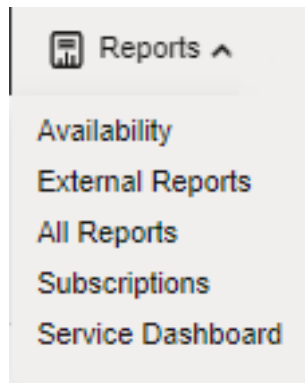 Reports
Availability
External Reports
All Reports
Subscriptions
Service Dashboard